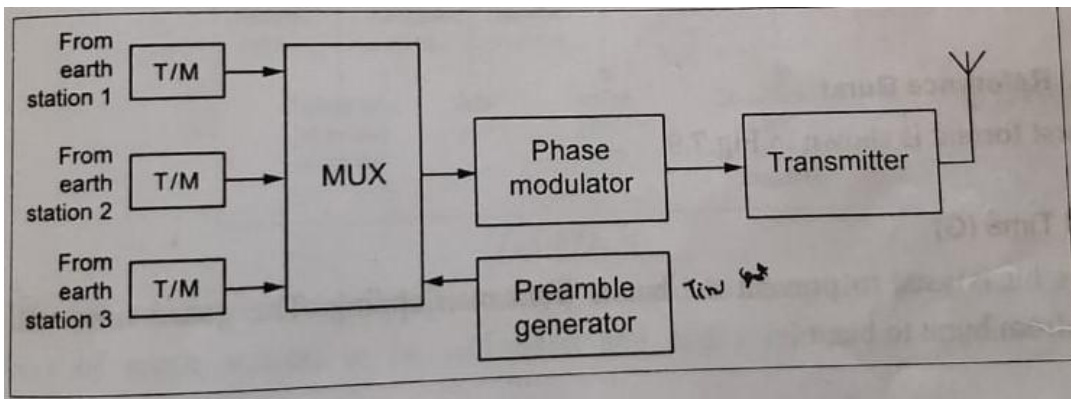 From
earth
station 1
T/M
From
earth
station 2
T/M
From
earth
station 3
T/M
MUX
Phase
modulator
Transmitter
Preamble
generator